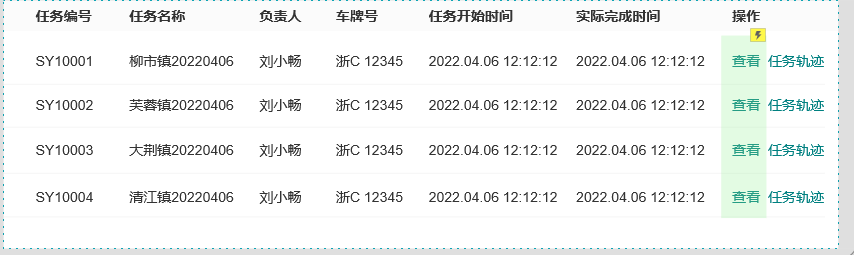 任务编号 任务名称 负责人 车牌号 任务开始时间 实际完成时间 操作
SY10001 柳市镇20220406 刘小畅 浙C 12345 2022.04.06 12:12:12 2022.04.06 12:12:12 查看 任务轨迹
SY10002 芙蓉镇20220406 刘小畅 浙C 12345 2022.04.06 12:12:12 2022.04.06 12:12:12 查看 任务轨迹
SY10003 大荆镇20220406 刘小畅 浙C 12345 2022.04.06 12:12:12 2022.04.06 12:12:12 查看 任务轨迹
SY10004 清江镇20220406 刘小畅 浙C 12345 2022.04.06 12:12:12 2022.04.06 12:12:12 查看 任务轨迹